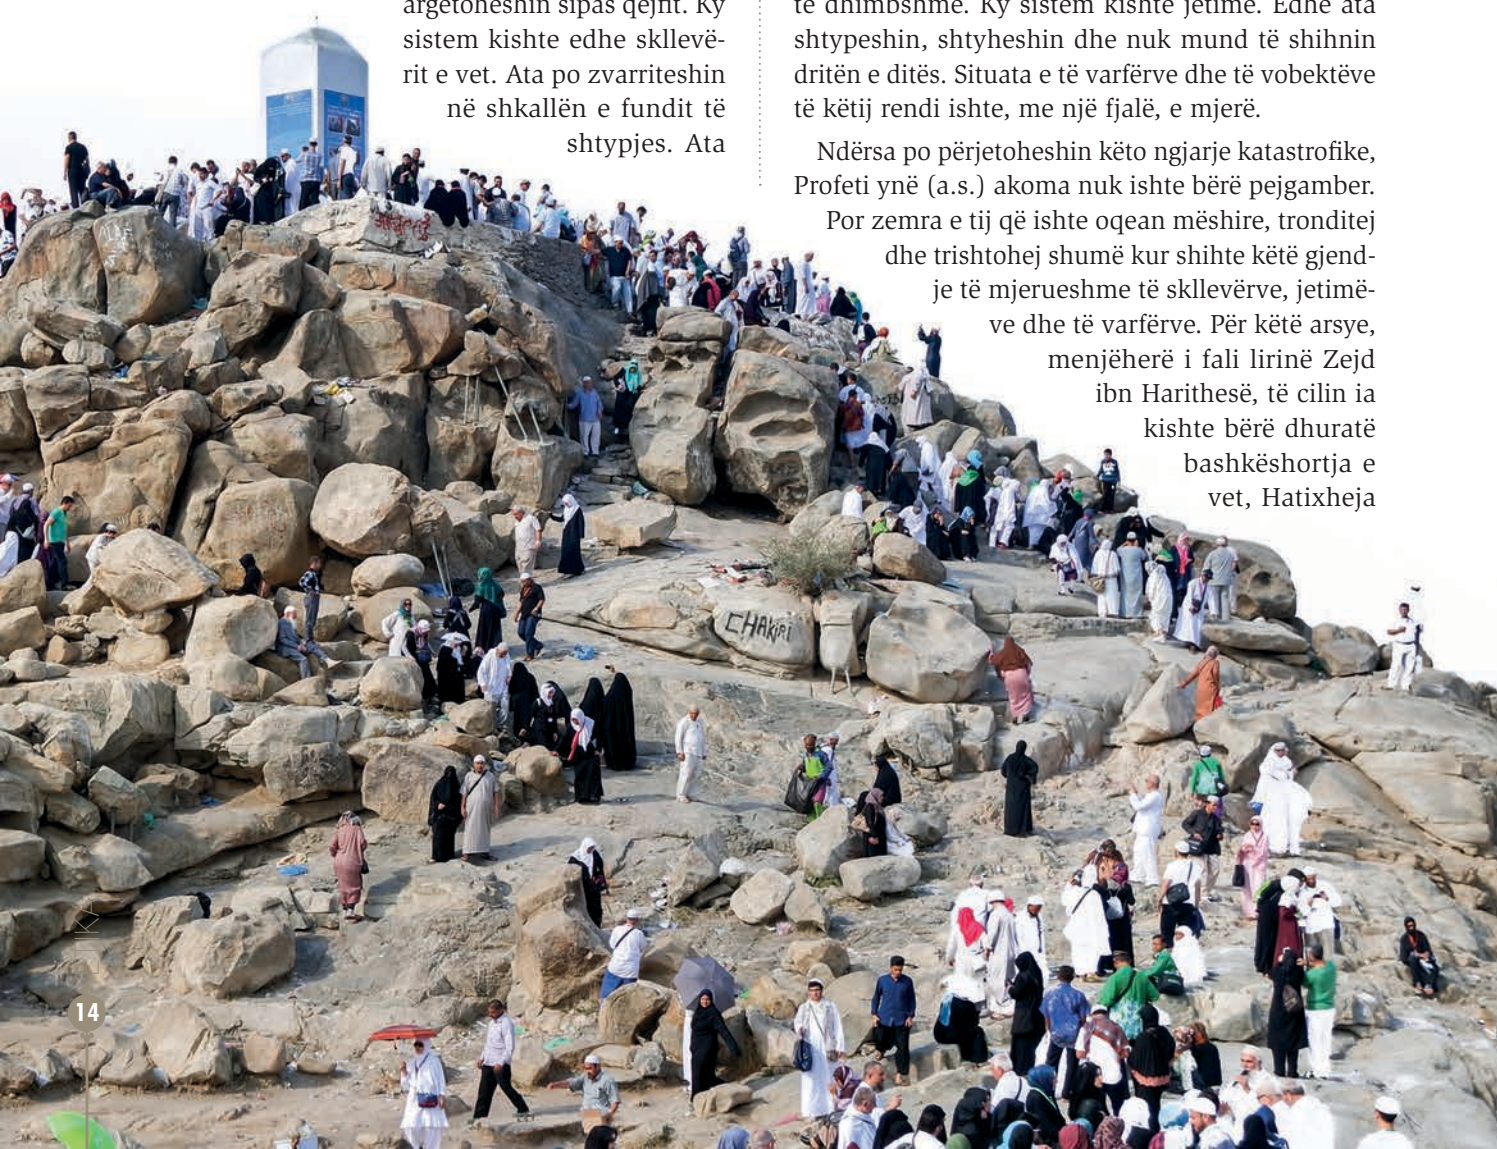 argëtoheshin sipas qejfit. Ky
sistem kishte edhe skllevë-
rit e vet. Ata po zvarriteshin
në shkallën e fundit të
shtypjes. Ata
të dhimbshme. Ky sistem kishte jetimë. Edhe ata
shtypeshin, shtyheshin dhe nuk mund të shihnin
dritën e ditës. Situata e të varfërve dhe të vobektëve
të këtij rendi ishte, me një fjalë, e mjerë.
Ndërsa po përjetoheshin këto ngjarje katastrofike,
Profeti ynë (a.s.) akoma nuk ishte bërë pejgamber.
Por zemra e tij që ishte oqean mëshire, tronditej
dhe trishtohej shumë kur shihte këtë gjend-
je të mjerueshme të skllevërve, jetimë-
ve dhe të varfërve. Për këtë arsye,
menjëherë i fali lirinë Zejd
ibn Harithesë, të cilin ia
kishte bërë dhuratë
bashkëshortja e
vet, Hatixheja
CHAKIRI
14